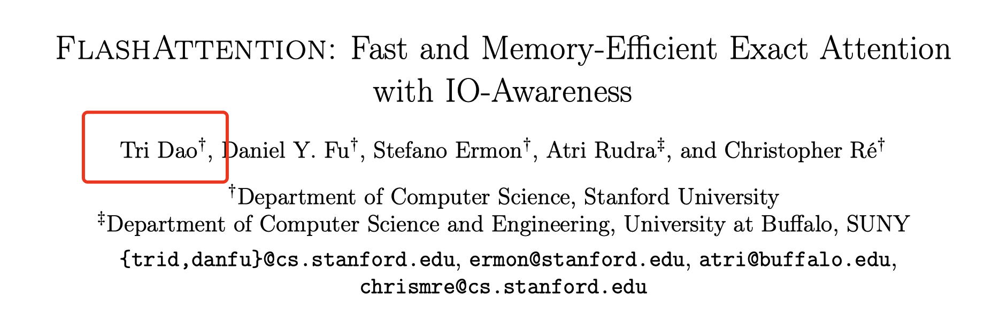 FLASHATTENTION: Fast and Memory-Efficient Exact Attention
with IO-Awareness
Tri Dao†, Daniel Y. Fu†, Stefano Ermon†, Atri Rudra‡, and Christopher Ré†
†Department of Computer Science, Stanford University
‡Department of Computer Science and Engineering, University at Buffalo, SUNY
{trid,danfu}@cs.stanford.edu, ermon@stanford.edu, atri@buffalo.edu,
chrismre@cs.stanford.edu